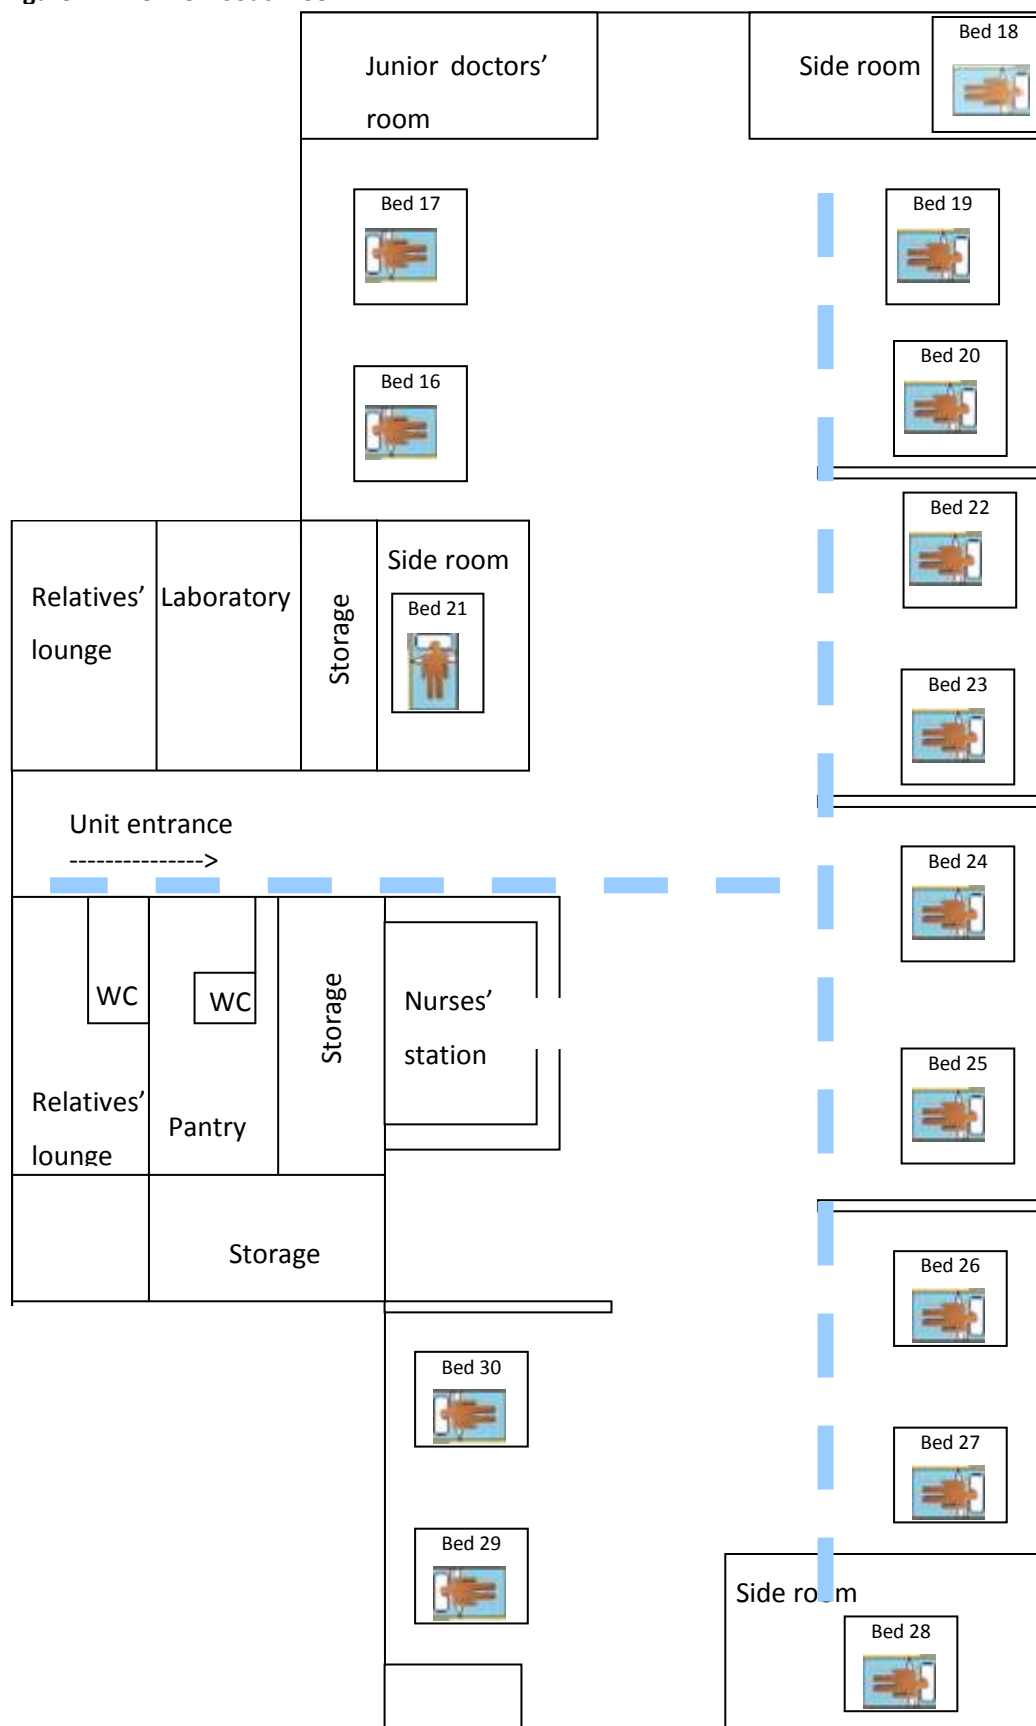 Junior doctors’
room
Side room
Bed 18
Bed 17
Bed 19
Bed 20
Bed 16
Bed 22
Side room
Relatives’
lounge
Laboratory
Storage
Bed 21
Bed 23
Unit entrance
--------------->
Bed 24
WC
WC
Storage
Nurses’
station
Bed 25
Relatives’
lounge
Pantry
Storage
Bed 26
Bed 30
Bed 27
Bed 29
Side room
Bed 28